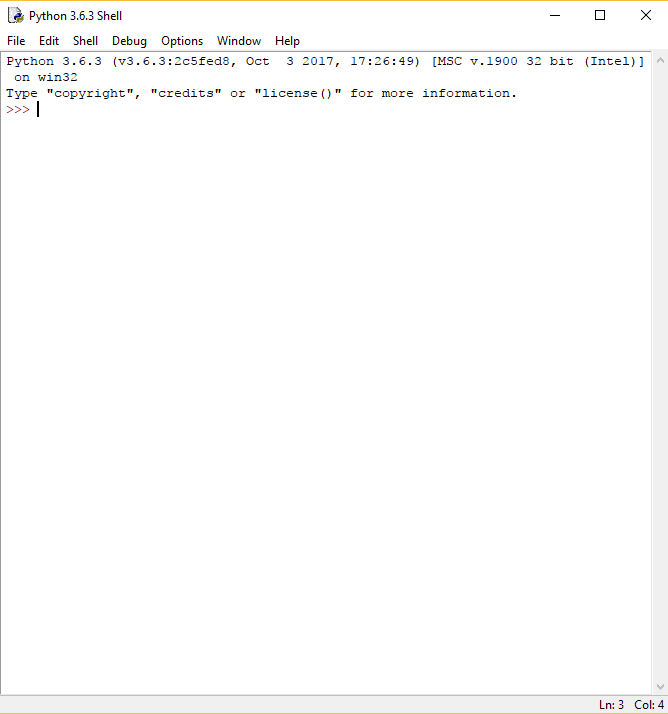 Python 3.6.3 Shell
File Edit Shell Debug Options Window Help
Python 3.6.3 (v3.6.3:2c5fed8, Oct  3 2017, 17:26:49) [MSC v.1900 32 bit (Intel)]
 on win32
Type "copyright", "credits" or "license()" for more information.
>>>
Ln: 3 Col: 4